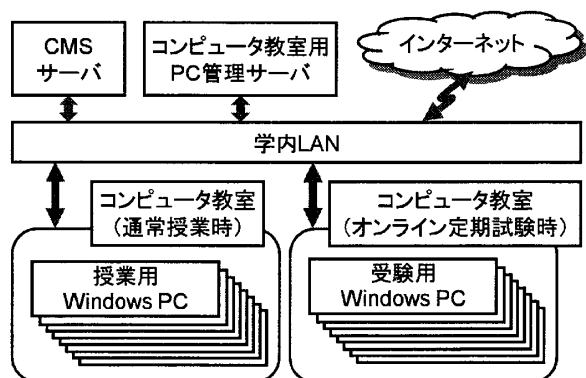 CMS
サーバ
コンピュータ教室用
PC管理サーバ
インターネット
学内LAN
コンピュータ教室
(通常授業時)
コンピュータ教室
(オンライン定期試験時)
授業用
Windows PC
受験用
Windows PC